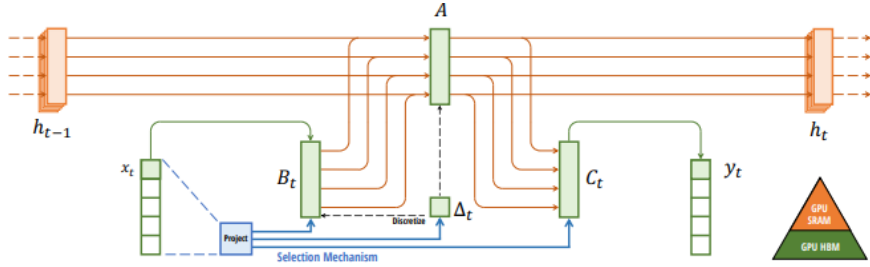 A
h_{t-1}
h_t
x_t
B_t
C_t
y_t
Δ_t
Discretize
Project
Selection Mechanism
GPU
SRAM
GPU HBM